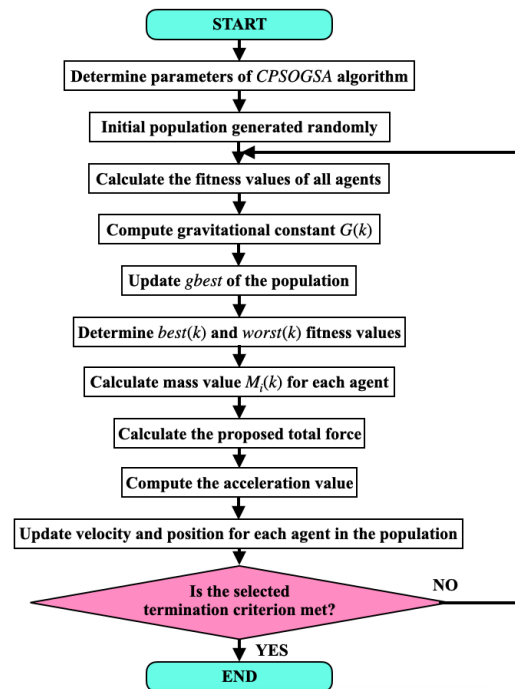 START
Determine parameters of CPSOGSA algorithm
Initial population generated randomly
Calculate the fitness values of all agents
Compute gravitational constant G(k)
Update gbest of the population
Determine best(k) and worst(k) fitness values
Calculate mass value Mᵢ(k) for each agent
Calculate the proposed total force
Compute the acceleration value
Update velocity and position for each agent in the population
Is the selected
termination criterion met?
NO
YES
END